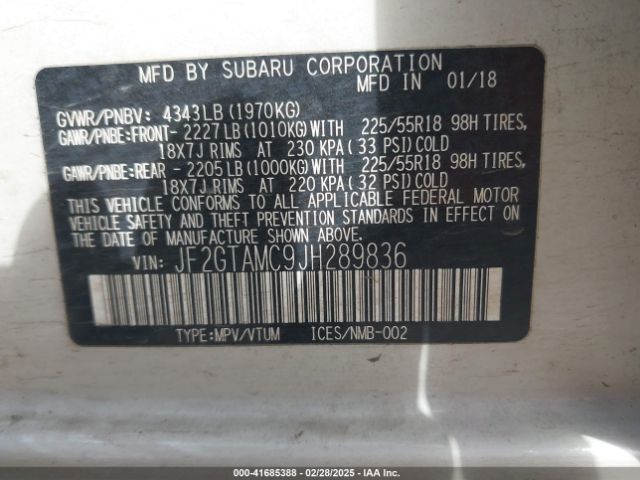 MFD BY SUBARU CORPORATION
MFD IN 01/18
GVWR/PNBV: 4343LB(1970KG)
GAWR/PNBE:FRONT- 2227LB(1010KG)WITH 225/55R18 98H TIRES,
18X7J RIMS AT 230 KPA(33 PSI)COLD
GAWR/PNBE:REAR - 2205LB(1000KG)WITH 225/55R18 98H TIRES,
18X7J RIMS AT 220 KPA(32 PSI)COLD
THIS VEHICLE CONFORMS TO ALL APPLICABLE FEDERAL MOTOR
VEHICLE SAFETY AND THEFT PREVENTION STANDARDS IN EFFECT ON
THE DATE OF MANUFACTURE SHOWN ABOVE.
VIN: JF2GTAMC9JH289836
TYPE:MPV/VTUM ICES/NMB-002
000-41685388 - 02/28/2025 - IAAI.COM